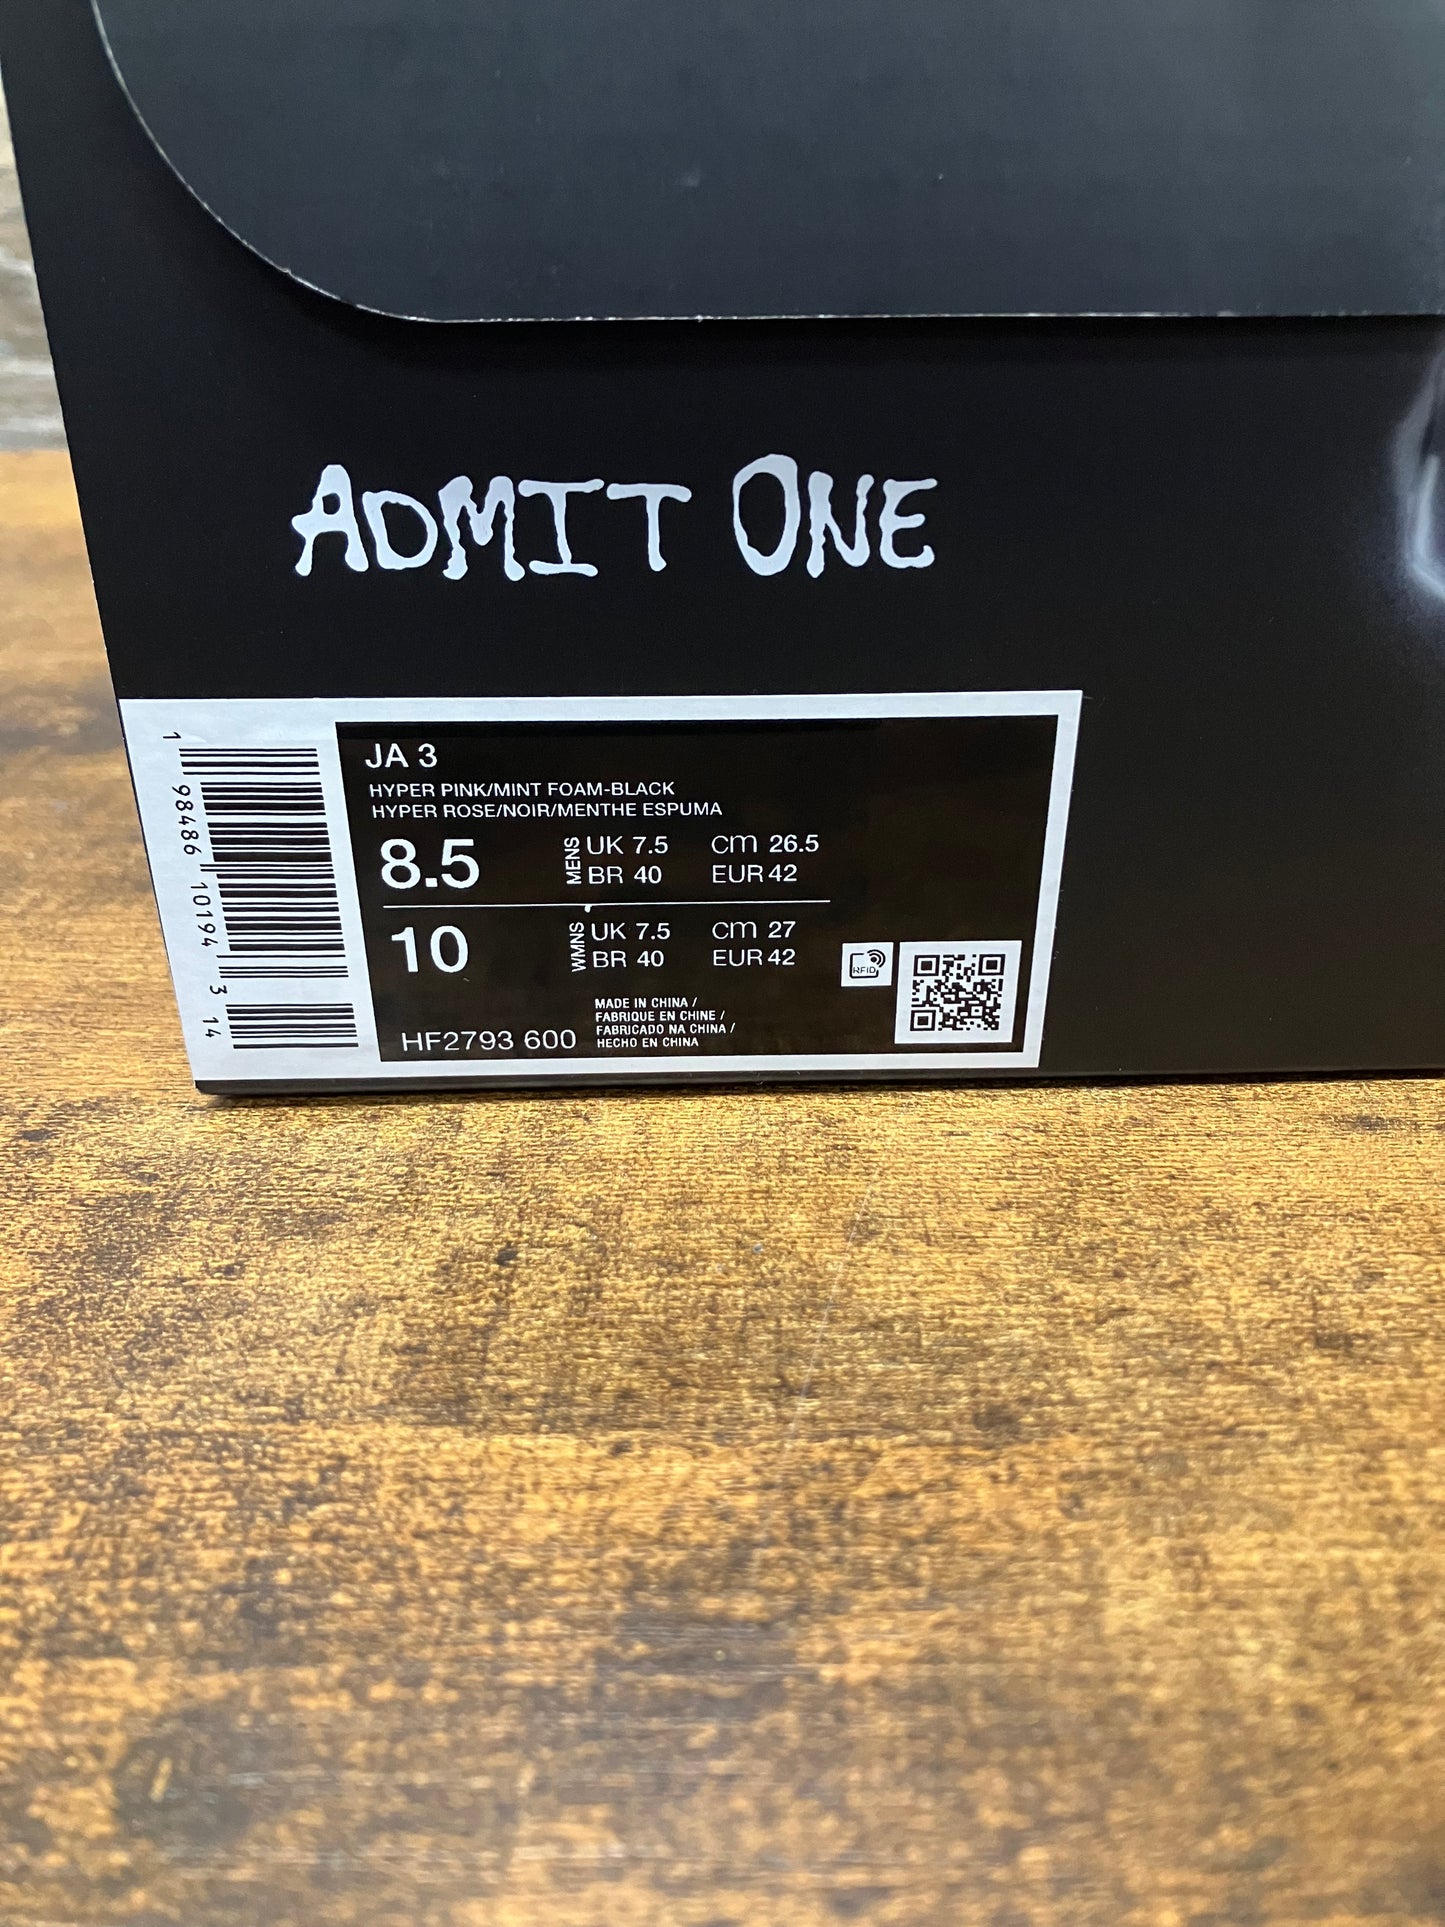 ADMIT ONE
JA 3
HYPER PINK/MINT FOAM-BLACK
HYPER ROSE/NOIR/MENTHE ESPUMA
8.5 MENS UK 7.5 cm 26.5
BR 40 EUR 42
10 WMNS UK 7.5 cm 27
BR 40 EUR 42
RFID
HF2793 600
MADE IN CHINA /
FABRIQUE EN CHINE /
FABRICADO NA CHINA /
HECHO EN CHINA
1 98486 10194 3 14